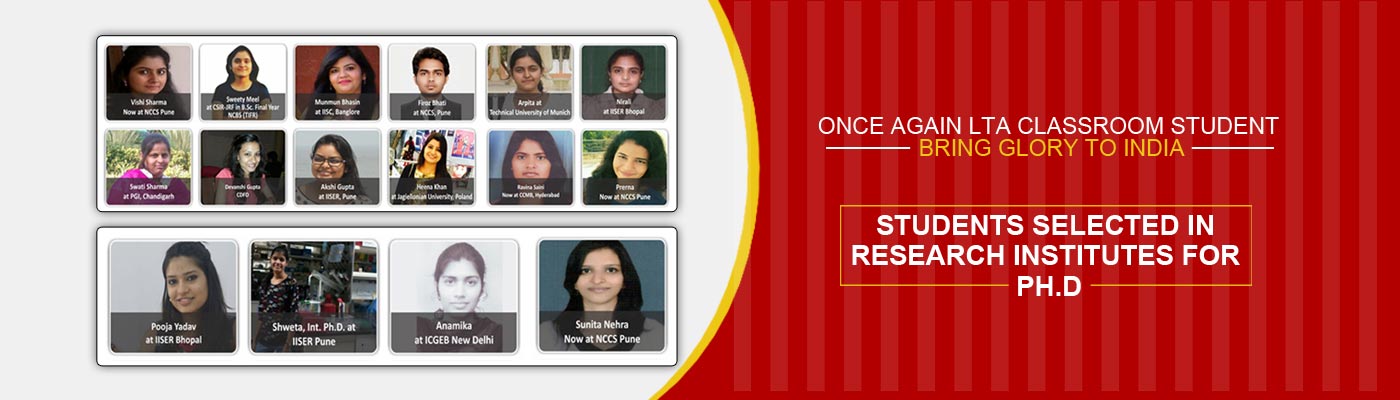 Vishi Sharma
Now at NCCS Pune
Sweety Meel
at CSIR-JRF in B.Sc. Final Year
NCBS (TIFR)
Munmun Bhasin
at IISC, Banglore
Firoz Bhati
at NCCS, Pune
Arpita at
Technical University of Munich
Nirali
at IISER Bhopal
Swati Sharma
at PGI, Chandigarh
Devanshi Gupta
CDFD
Akshi Gupta
at IISER, Pune
Heena Khan
at Jagielonian University, Poland
Ravina Saini
Now at CCMB, Hyderabad
Prerna
Now at NCCS Pune
Pooja Yadav
at IISER Bhopal
Shweta, Int. Ph.D. at
IISER Pune
Anamika
at ICGEB New Delhi
Sunita Nehra
Now at NCCS Pune
ONCE AGAIN LTA CLASSROOM STUDENT
BRING GLORY TO INDIA
STUDENTS SELECTED IN
RESEARCH INSTITUTES FOR
PH.D